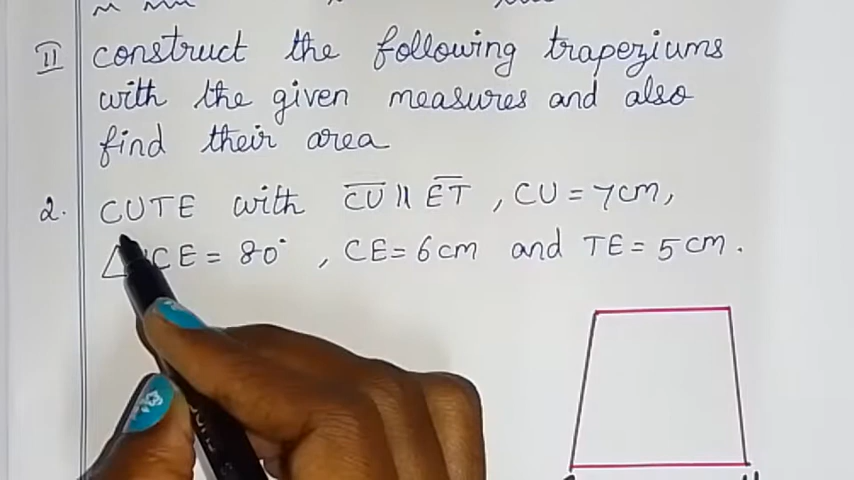 II construct the following trapeziums
with the given measures and also
find their area
2. CUTE with CU || ET , CU = 7cm,
CE = 80° , CE = 6cm and TE = 5cm.